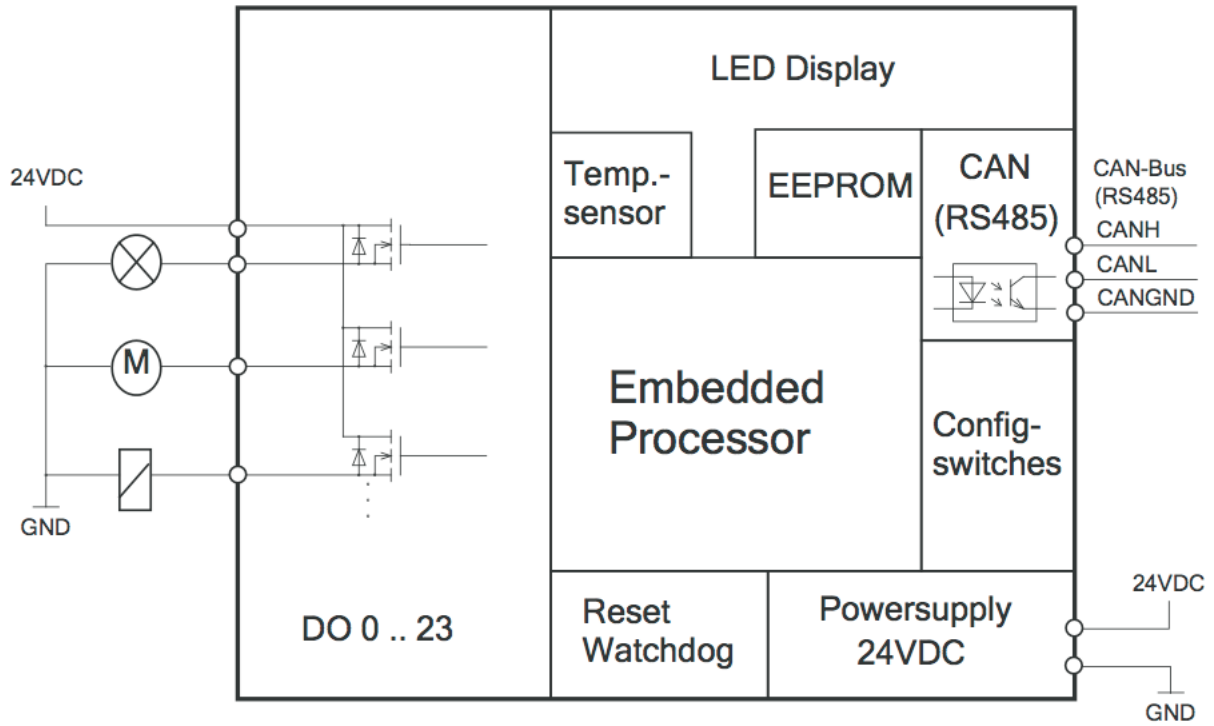 LED Display
24VDC
Temp.-
sensor
EEPROM
CAN
(RS485)
CAN-Bus
(RS485)
CANH
CANL
CANGND
M
Embedded
Processor
Config-
switches
GND
DO 0 .. 23
Reset
Watchdog
Powersupply
24VDC
24VDC
GND